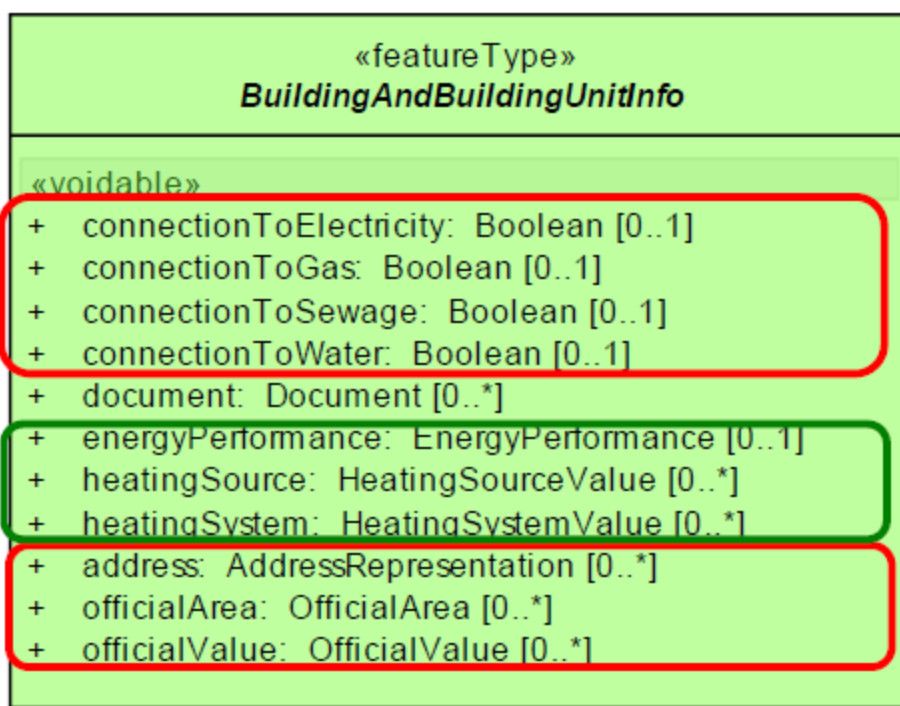 «featureType»
BuildingAndBuildingUnitInfo
«voidable»
+ connectionToElectricity: Boolean [0..1]
+ connectionToGas: Boolean [0..1]
+ connectionToSewage: Boolean [0..1]
+ connectionToWater: Boolean [0..1]
+ document: Document [0..*]
+ energyPerformance: EnergyPerformance [0..1]
+ heatingSource: HeatingSourceValue [0..*]
+ heatingSystem: HeatingSystemValue [0..*]
+ address: AddressRepresentation [0..*]
+ officialArea: OfficialArea [0..*]
+ officialValue: OfficialValue [0..*]